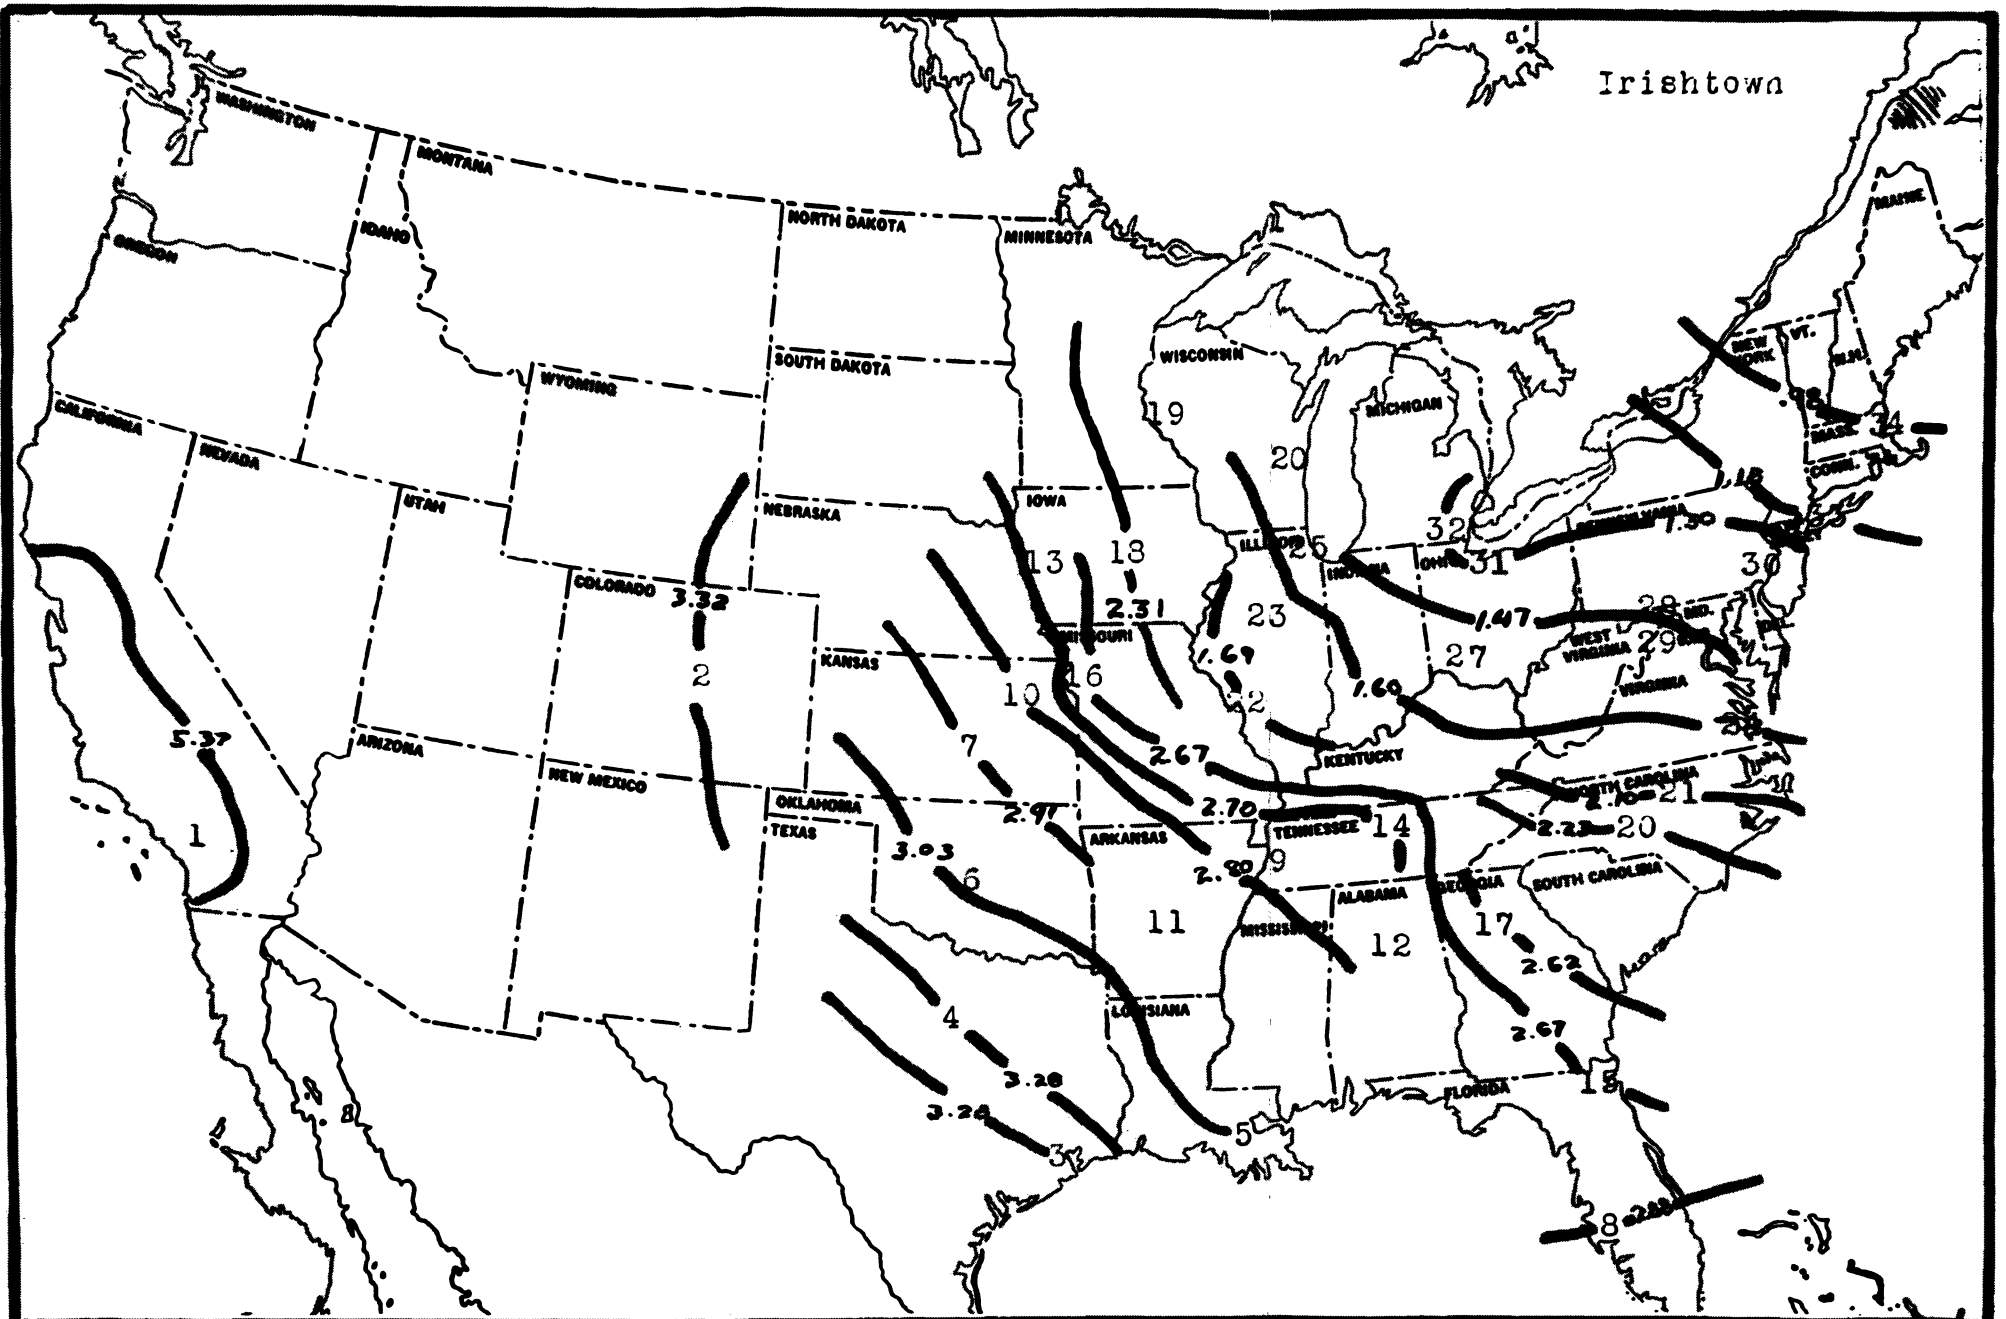 Irishtown
WASHINGTON
MONTANA
MAINE
IDAHO
NORTH DAKOTA
MINNESOTA
OREGON
VT.
NEW YORK
N.H.
SOUTH DAKOTA
WISCONSIN
WYOMING
CALIFORNIA
MICHIGAN
19
.98
34
MASS.
NEVADA
20
CONN.
UTAH
IOWA
.18
NEBRASKA
32
PENNSYLVANIA
1.30
ILLINOIS
25
13
18
OHIO
31
30
INDIANA
COLORADO
3.32
2.31
23
1.47
28
MD.
DEL.
MISSOURI
WEST VIRGINIA
29
1.69
27
KANSAS
2
16
10
1.60
VIRGINIA
22
5.37
ARIZONA
7
2.67
KENTUCKY
NEW MEXICO
NORTH CAROLINA
21
OKLAHOMA
2.97
2.70
TEXAS
1
ARKANSAS
TENNESSEE
14
2.23
20
3.03
6
2.80
9
GEORGIA
SOUTH CAROLINA
ALABAMA
11
MISSISSIPPI
12
17
2.62
4
LOUISIANA
2.67
3.28
FLORIDA
15
3.28
8
5
3
8